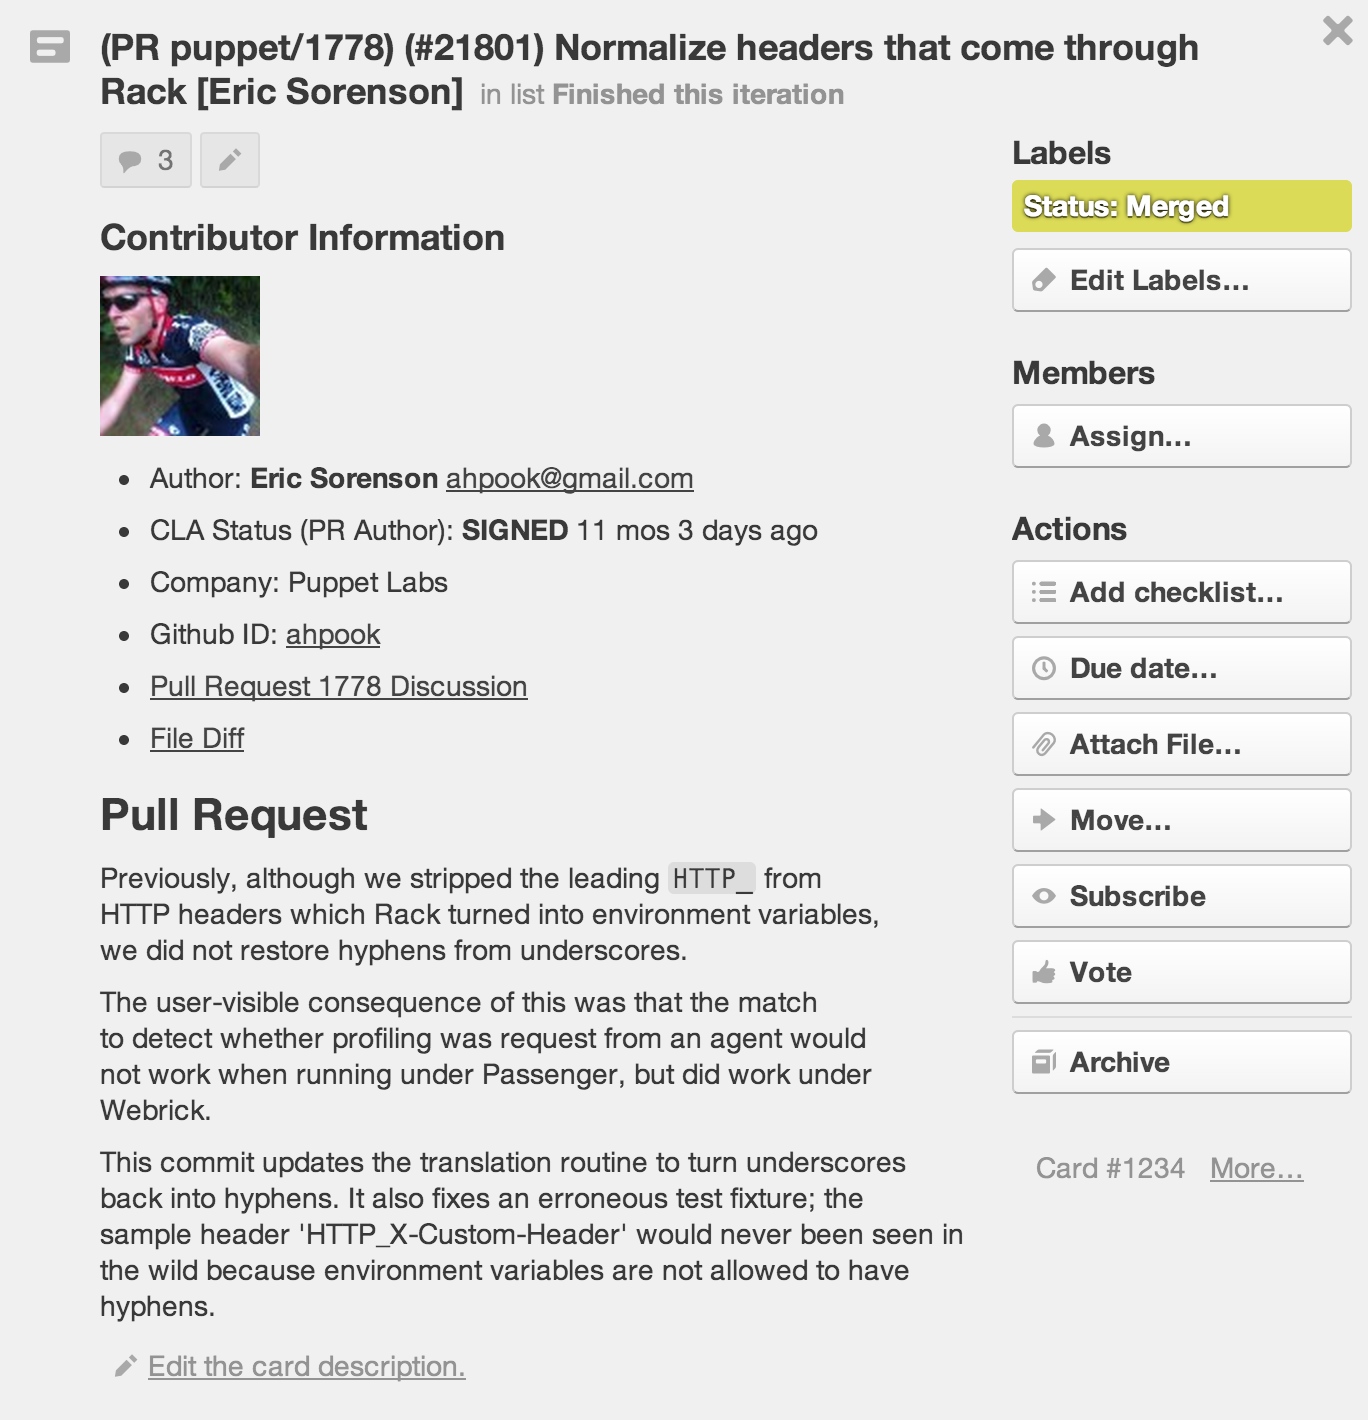 (PR puppet/1778) (#21801) Normalize headers that come through
Rack [Eric Sorenson] in list Finished this iteration
3
Contributor Information
Author: Eric Sorenson ahpook@gmail.com
CLA Status (PR Author): SIGNED 11 mos 3 days ago
Company: Puppet Labs
Github ID: ahpook
Pull Request 1778 Discussion
File Diff
Pull Request
Previously, although we stripped the leading HTTP_ from
HTTP headers which Rack turned into environment variables,
we did not restore hyphens from underscores.
The user-visible consequence of this was that the match
to detect whether profiling was request from an agent would
not work when running under Passenger, but did work under
Webrick.
This commit updates the translation routine to turn underscores
back into hyphens. It also fixes an erroneous test fixture; the
sample header 'HTTP_X-Custom-Header' would never been seen in
the wild because environment variables are not allowed to have
hyphens.
Edit the card description.
Labels
Status: Merged
Edit Labels...
Members
Assign...
Actions
Add checklist...
Due date...
Attach File...
Move...
Subscribe
Vote
Archive
Card #1234 More...